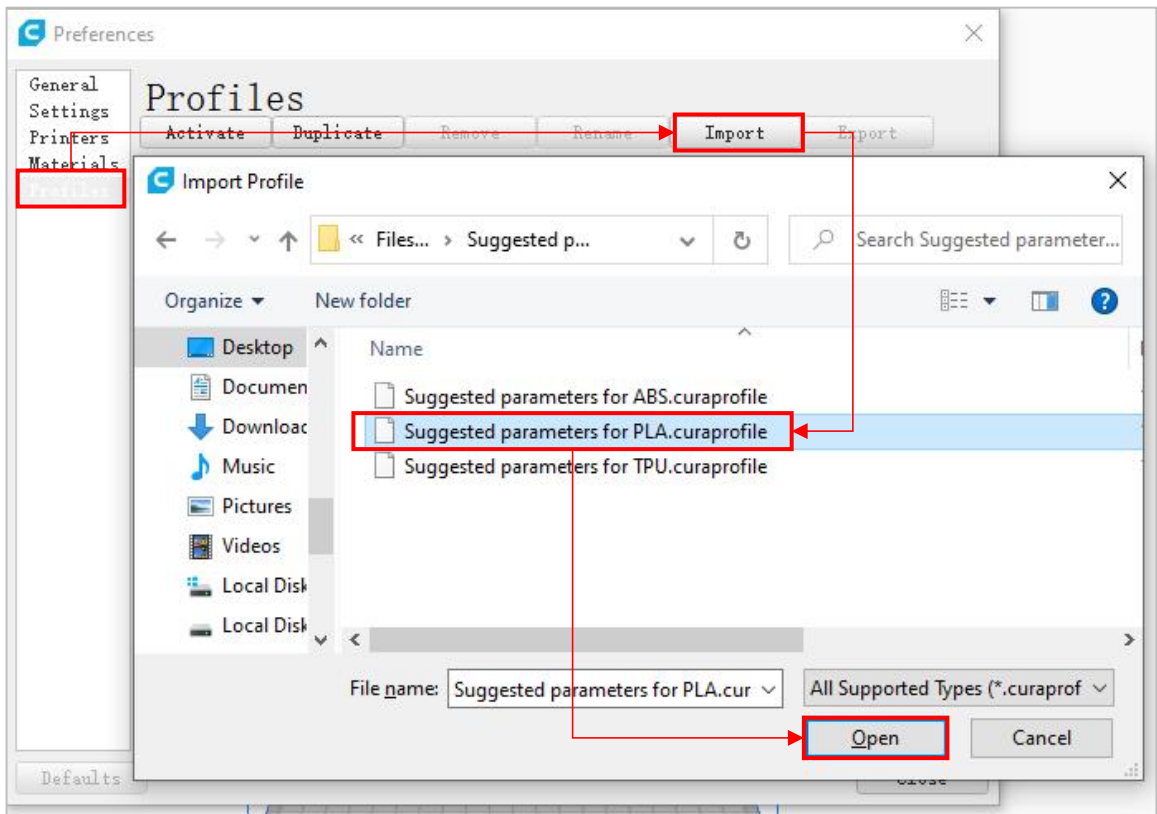 Preferences
General
Settings
Printers
Materials
Profiles
Profiles
Activate Duplicate Remove Rename Import Export
Import Profile
« Files... › Suggested p...
Search Suggested parameter...
Organize New folder
Desktop
Documen
Downloac
Music
Pictures
Videos
Local Disk
Local Disk
Name
Suggested parameters for ABS.curaprofile
Suggested parameters for PLA.curaprofile
Suggested parameters for TPU.curaprofile
File name: Suggested parameters for PLA.cur
All Supported Types (*.curaprof
Open Cancel
Defaults
Close